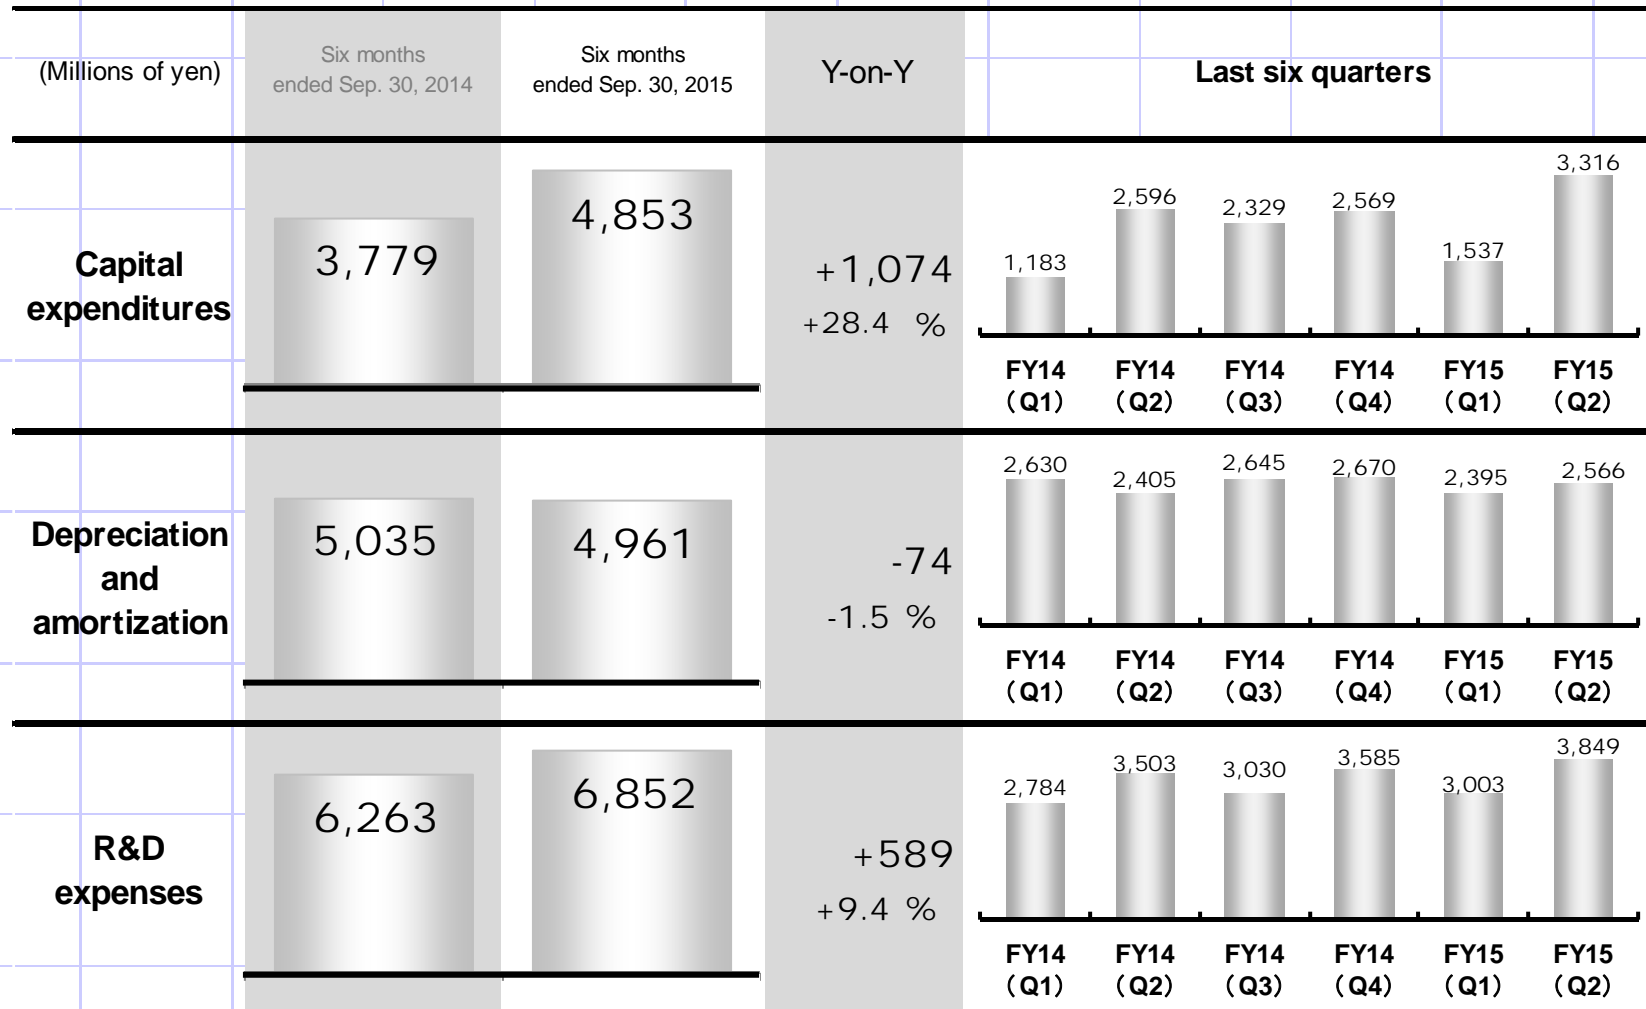 (Millions of yen)
Six months
ended Sep. 30, 2014
Six months
ended Sep. 30, 2015
Y-on-Y
Last six quarters
Capital
expenditures
3,779
4,853
+1,074
+28.4 %
1,183
2,596
2,329
2,569
1,537
3,316
FY14
(Q1)
FY14
(Q2)
FY14
(Q3)
FY14
(Q4)
FY15
(Q1)
FY15
(Q2)
Depreciation
and
amortization
5,035
4,961
-74
-1.5 %
2,630
2,405
2,645
2,670
2,395
2,566
FY14
(Q1)
FY14
(Q2)
FY14
(Q3)
FY14
(Q4)
FY15
(Q1)
FY15
(Q2)
R&D
expenses
6,263
6,852
+589
+9.4 %
2,784
3,503
3,030
3,585
3,003
3,849
FY14
(Q1)
FY14
(Q2)
FY14
(Q3)
FY14
(Q4)
FY15
(Q1)
FY15
(Q2)